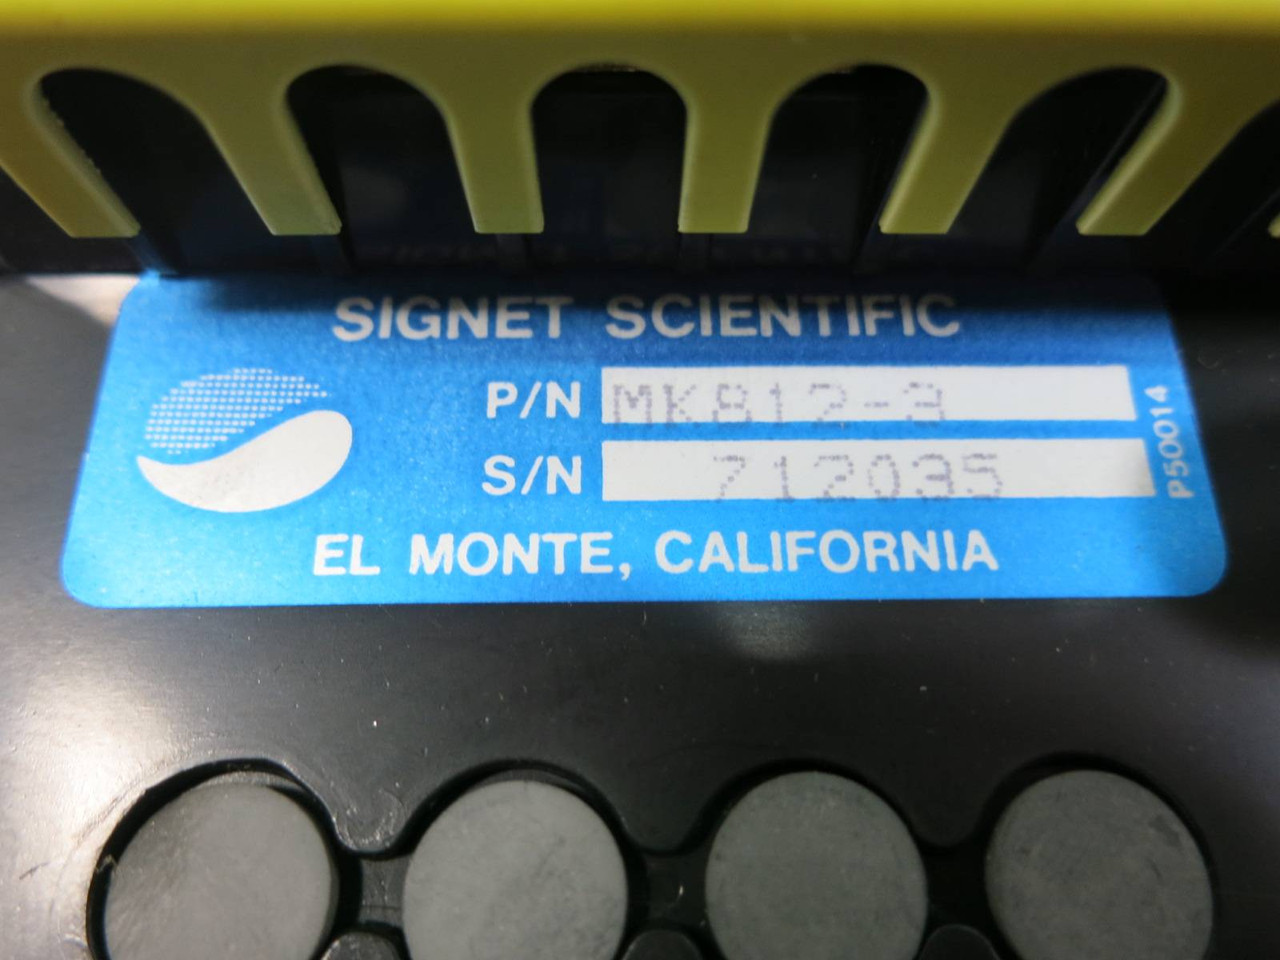 SIGNET SCIENTIFIC
P/N MK812-3
S/N 712035
P50014
EL MONTE, CALIFORNIA